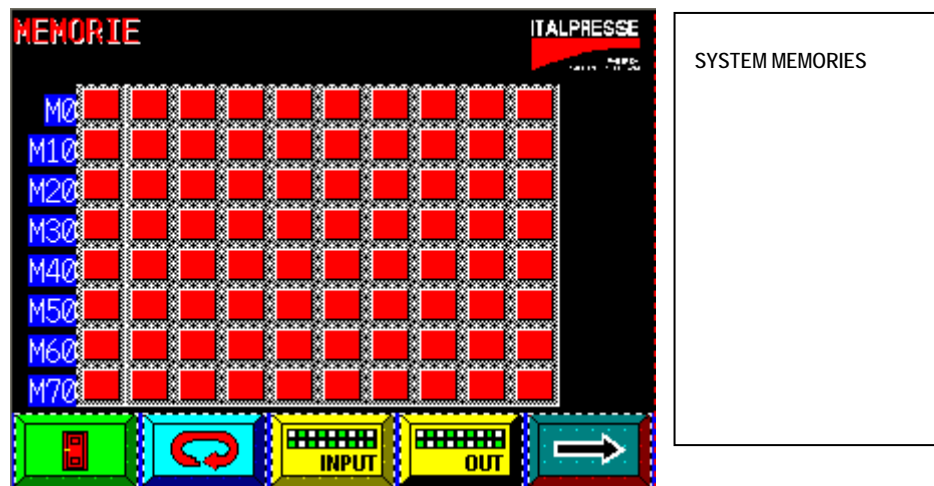 MEMORIE
ITALPRESSE
SYSTEM MEMORIES
M0
M10
M20
M30
M40
M50
M60
M70
INPUT
OUT